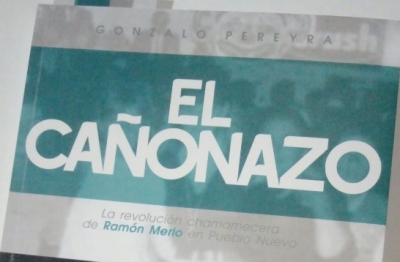 GONZALO PEREYRA
EL
CAÑONAZO
La revolución chamamecera
de Ramón Merlo en Pueblo Nuevo